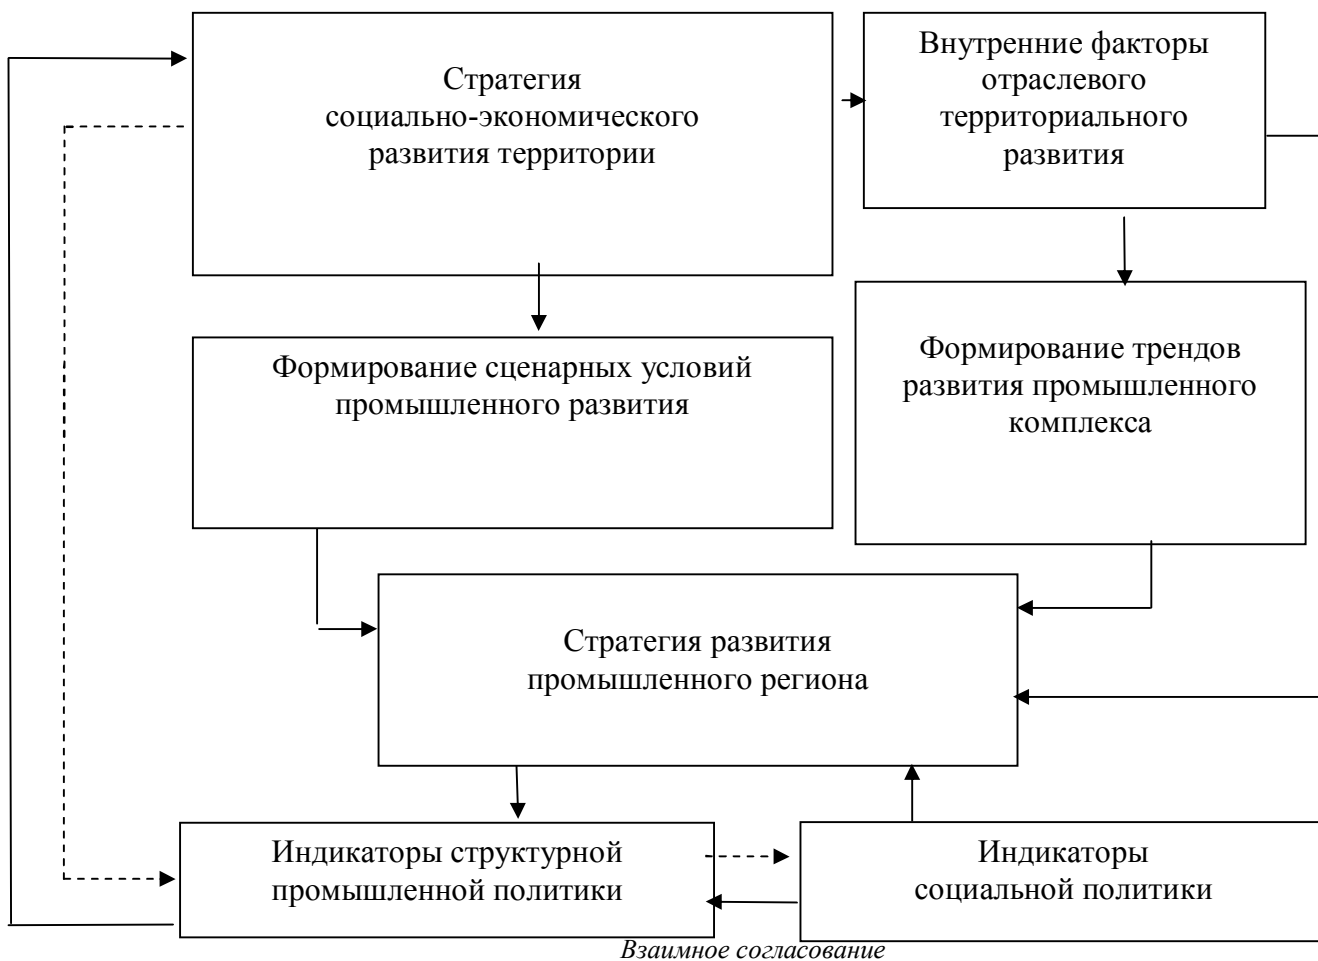 Стратегия
социально-экономического
развития территории
Внутренние факторы
отраслевого
территориального
развития
Формирование сценарных условий
промышленного развития
Формирование трендов
развития промышленного
комплекса
Стратегия развития
промышленного региона
Индикаторы структурной
промышленной политики
Индикаторы
социальной политики
Взаимное согласование